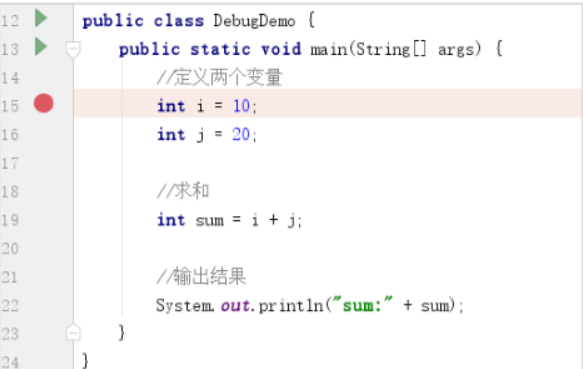 12 public class DebugDemo {
13 public static void main(String[] args) {
14 //定义两个变量
15 int i = 10;
16 int j = 20;
17
18 //求和
19 int sum = i + j;
20
21 //输出结果
22 System.out.println("sum:" + sum);
23 }
24 }